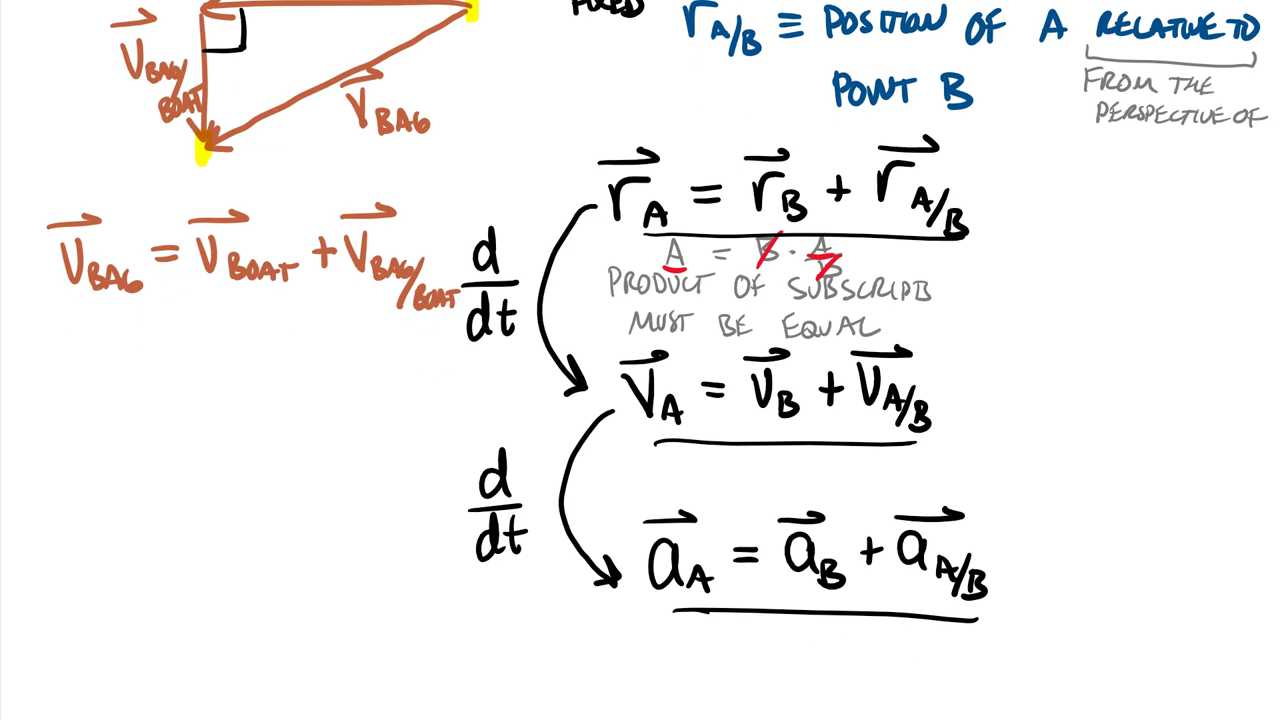 FIXED
r⃗A/B ≡ POSITION OF A RELATIVE TO
POINT B
FROM THE
PERSPECTIVE OF
V⃗BAG/BOAT
V⃗BAG
r⃗A = r⃗B + r⃗A/B
A = B · A/B
PRODUCT OF SUBSCRIPTS
MUST BE EQUAL
V⃗BAG = V⃗BOAT + V⃗BAG/BOAT
d/dt
V⃗A = V⃗B + V⃗A/B
d/dt
a⃗A = a⃗B + a⃗A/B